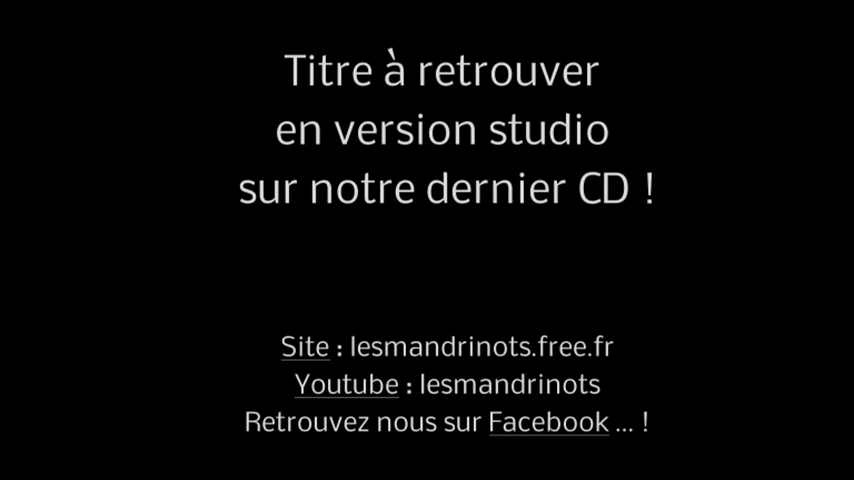 Titre à retrouver
en version studio
sur notre dernier CD !
Site : lesmandrinots.free.fr
Youtube : lesmandrinots
Retrouvez nous sur Facebook ... !